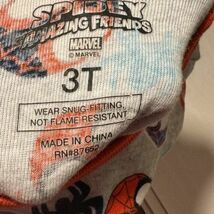 SPIDEY
AMAZING FRIENDS
MARVEL
© MARVEL
3T
WEAR SNUG-FITTING,
NOT FLAME RESISTANT
MADE IN CHINA